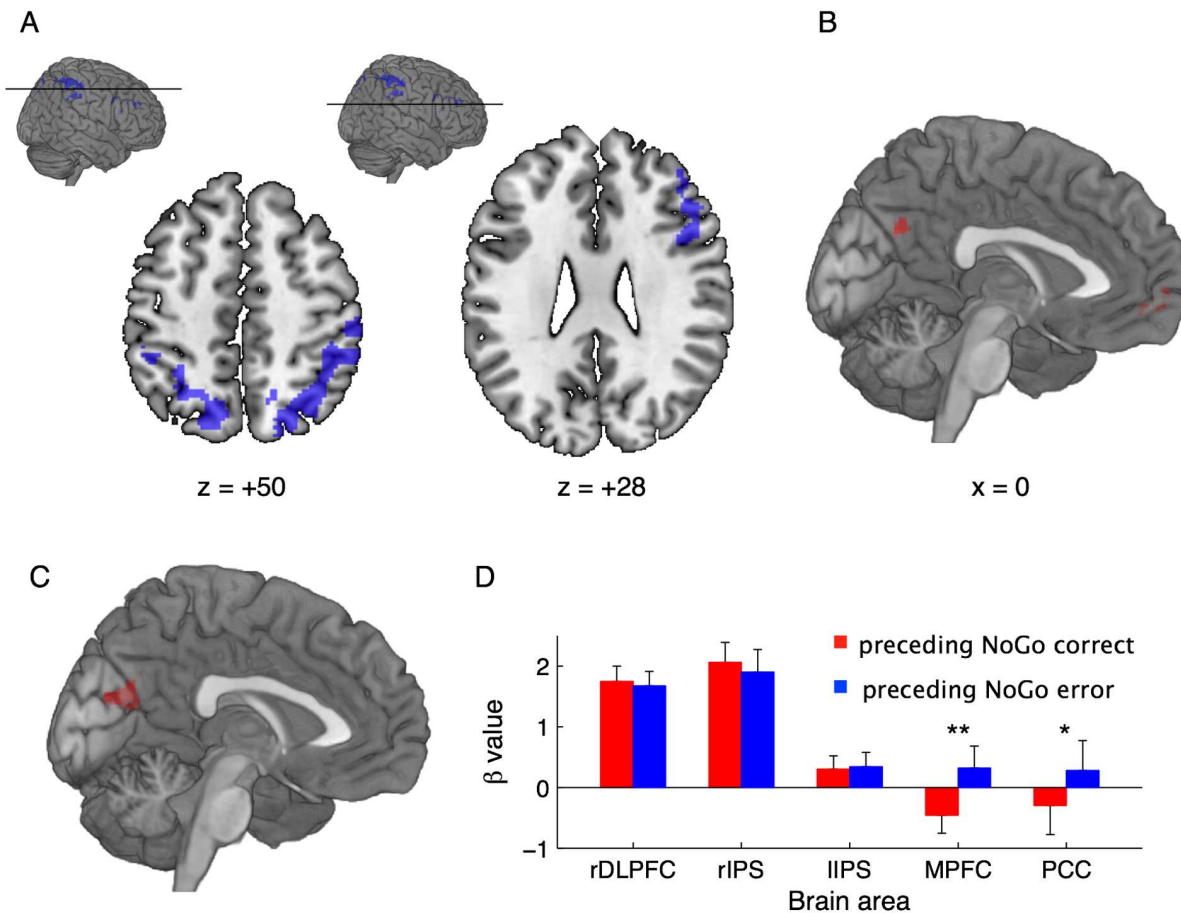 A
B
z = +50
z = +28
x = 0
C
D
preceding NoGo correct
preceding NoGo error
**
*
2
1
0
−1
β value
rDLPFC
rIPS
lIPS
MPFC
PCC
Brain area